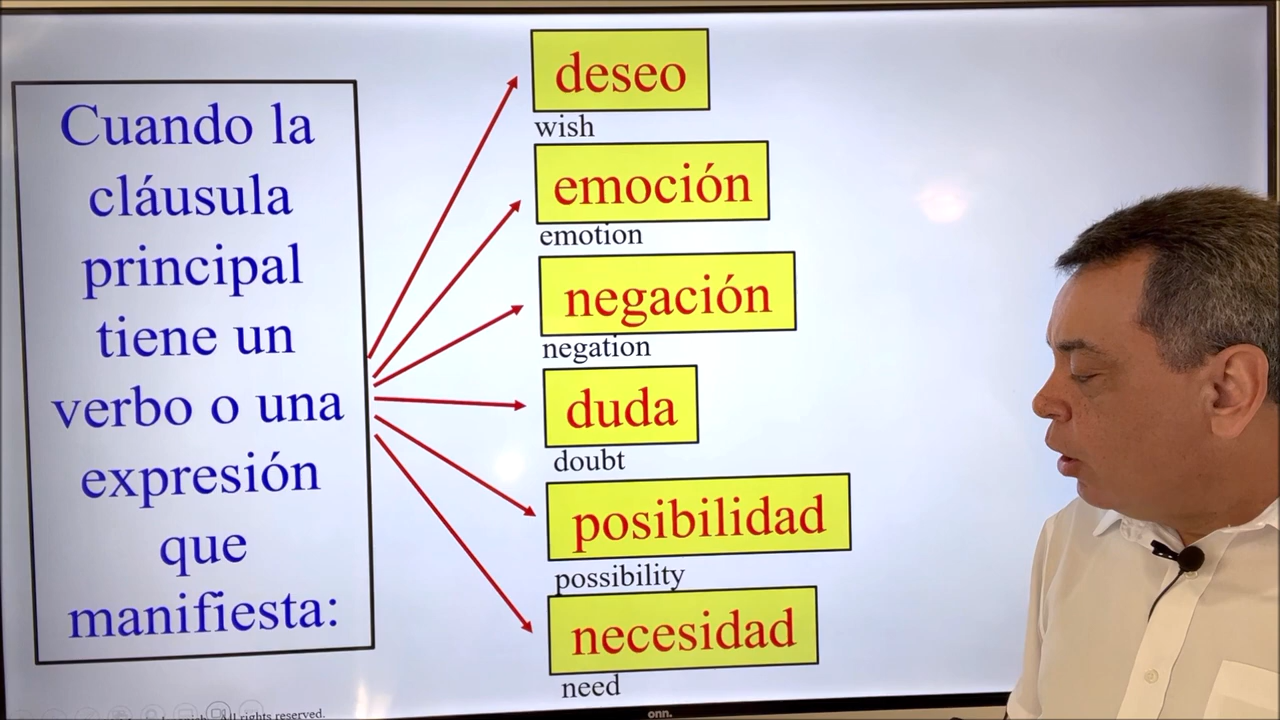 Cuando la
cláusula
principal
tiene un
verbo o una
expresión
que
manifiesta:
deseo
wish
emoción
emotion
negación
negation
duda
doubt
posibilidad
possibility
necesidad
need
All rights reserved.
onn.